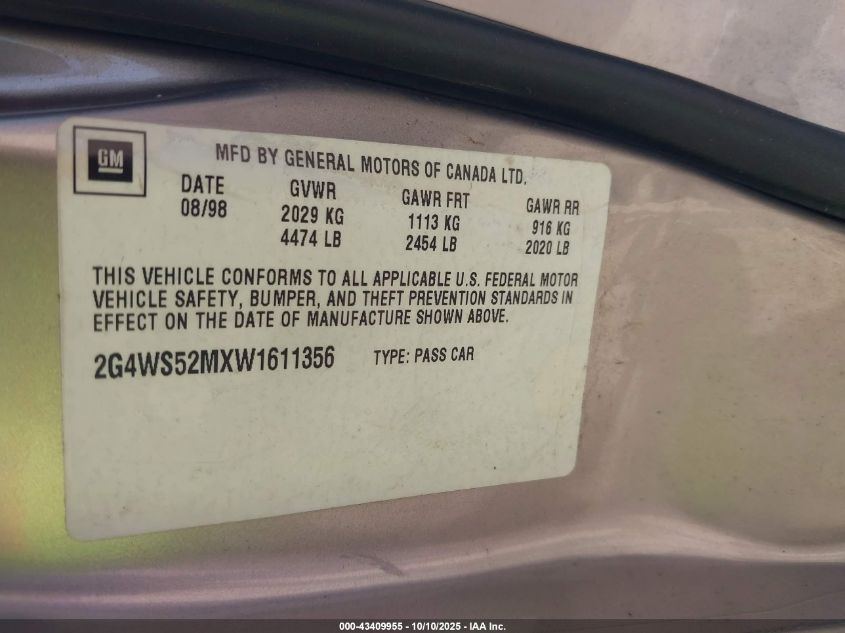 GM
MFD BY GENERAL MOTORS OF CANADA LTD.
DATE GVWR GAWR FRT GAWR RR
08/98 2029 KG 1113 KG 916 KG
4474 LB 2454 LB 2020 LB
THIS VEHICLE CONFORMS TO ALL APPLICABLE U.S. FEDERAL MOTOR
VEHICLE SAFETY, BUMPER, AND THEFT PREVENTION STANDARDS IN
EFFECT ON THE DATE OF MANUFACTURE SHOWN ABOVE.
2G4WS52MXW1611356 TYPE: PASS CAR
000-43409955 - 10/10/2025 - IAA Inc.